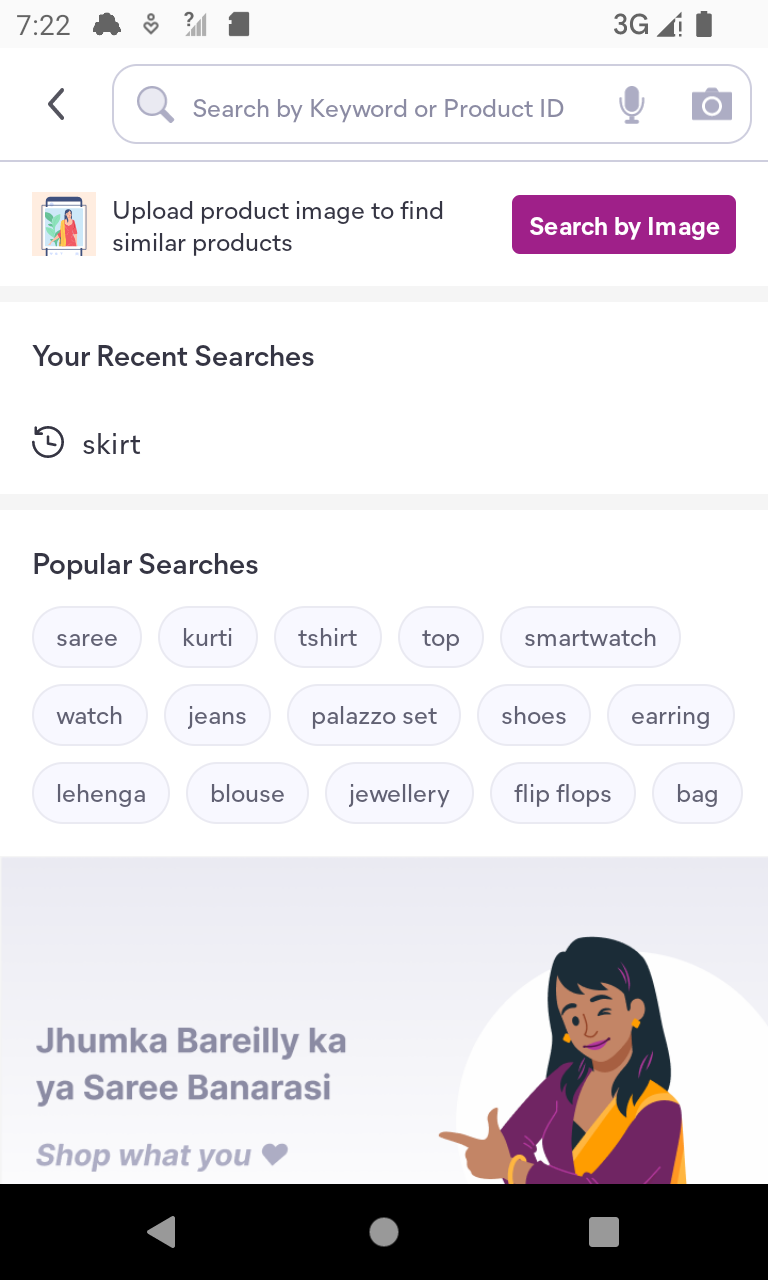 7:22
3G
Search by Keyword or Product ID
Upload product image to find
similar products
Search by Image
Your Recent Searches
skirt
Popular Searches
saree kurti tshirt top smartwatch
watch jeans palazzo set shoes earring
lehenga blouse jewellery flip flops bag
Jhumka Bareilly ka
ya Saree Banarasi
Shop what you ♥